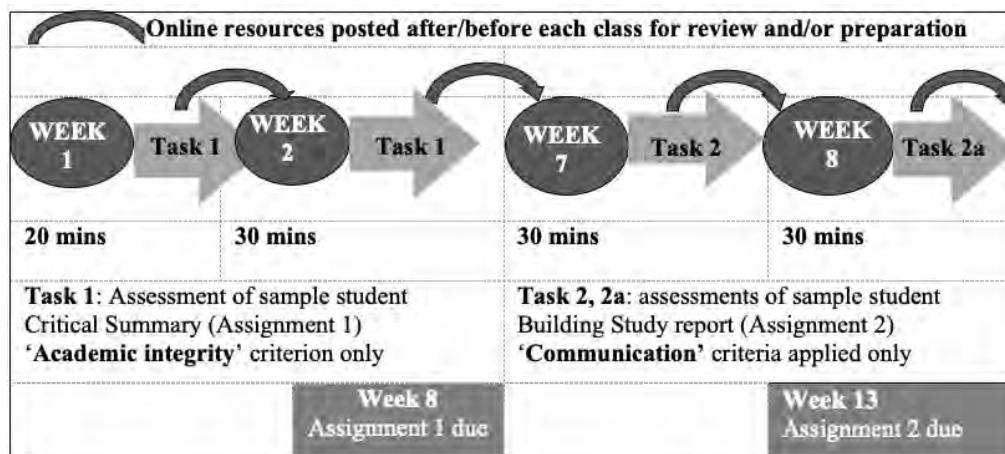 Online resources posted after/before each class for review and/or preparation
WEEK
1
Task 1
WEEK
2
Task 1
WEEK
7
Task 2
WEEK
8
Task 2a
20 mins
30 mins
30 mins
30 mins
Task 1: Assessment of sample student
Critical Summary (Assignment 1)
‘Academic integrity’ criterion only
Task 2, 2a: assessments of sample student
Building Study report (Assignment 2)
‘Communication’ criteria applied only
Week 8
Assignment 1 due
Week 13
Assignment 2 due